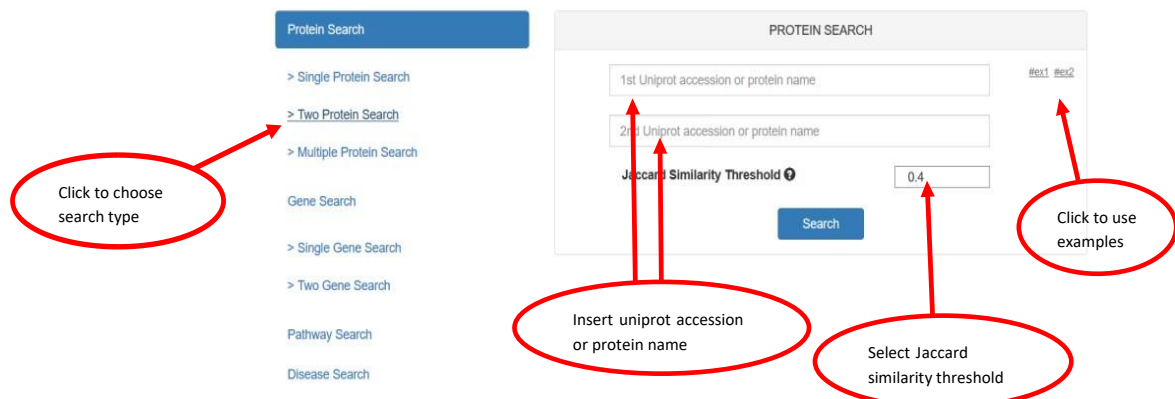 Protein Search
> Single Protein Search
> Two Protein Search
> Multiple Protein Search
Gene Search
> Single Gene Search
> Two Gene Search
Pathway Search
Disease Search
PROTEIN SEARCH
1st Uniprot accession or protein name
#ex1 #ex2
2nd Uniprot accession or protein name
Jaccard Similarity Threshold ?
0.4
Search
Click to choose
search type
Insert uniprot accession
or protein name
Select Jaccard
similarity threshold
Click to use
examples